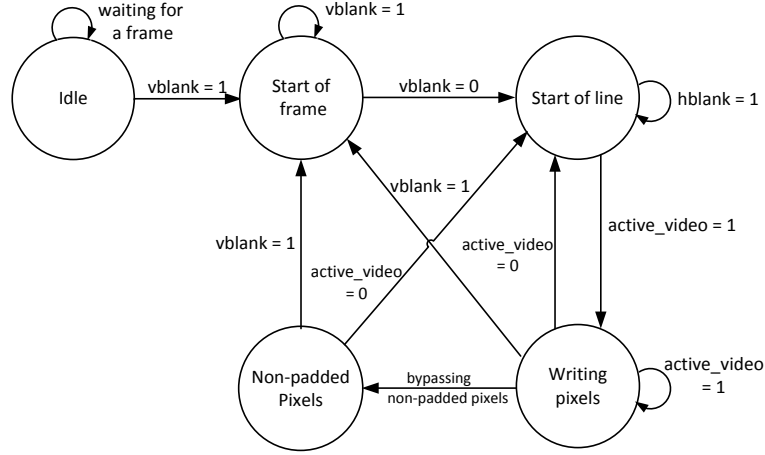 waiting for
a frame
vblank = 1
Idle
vblank = 1
Start of
frame
vblank = 0
Start of line
hblank = 1
vblank = 1
active_video = 1
vblank = 1
active_video
= 0
active_video
= 0
Non-padded
Pixels
bypassing
non-padded pixels
Writing
pixels
active_video
= 1